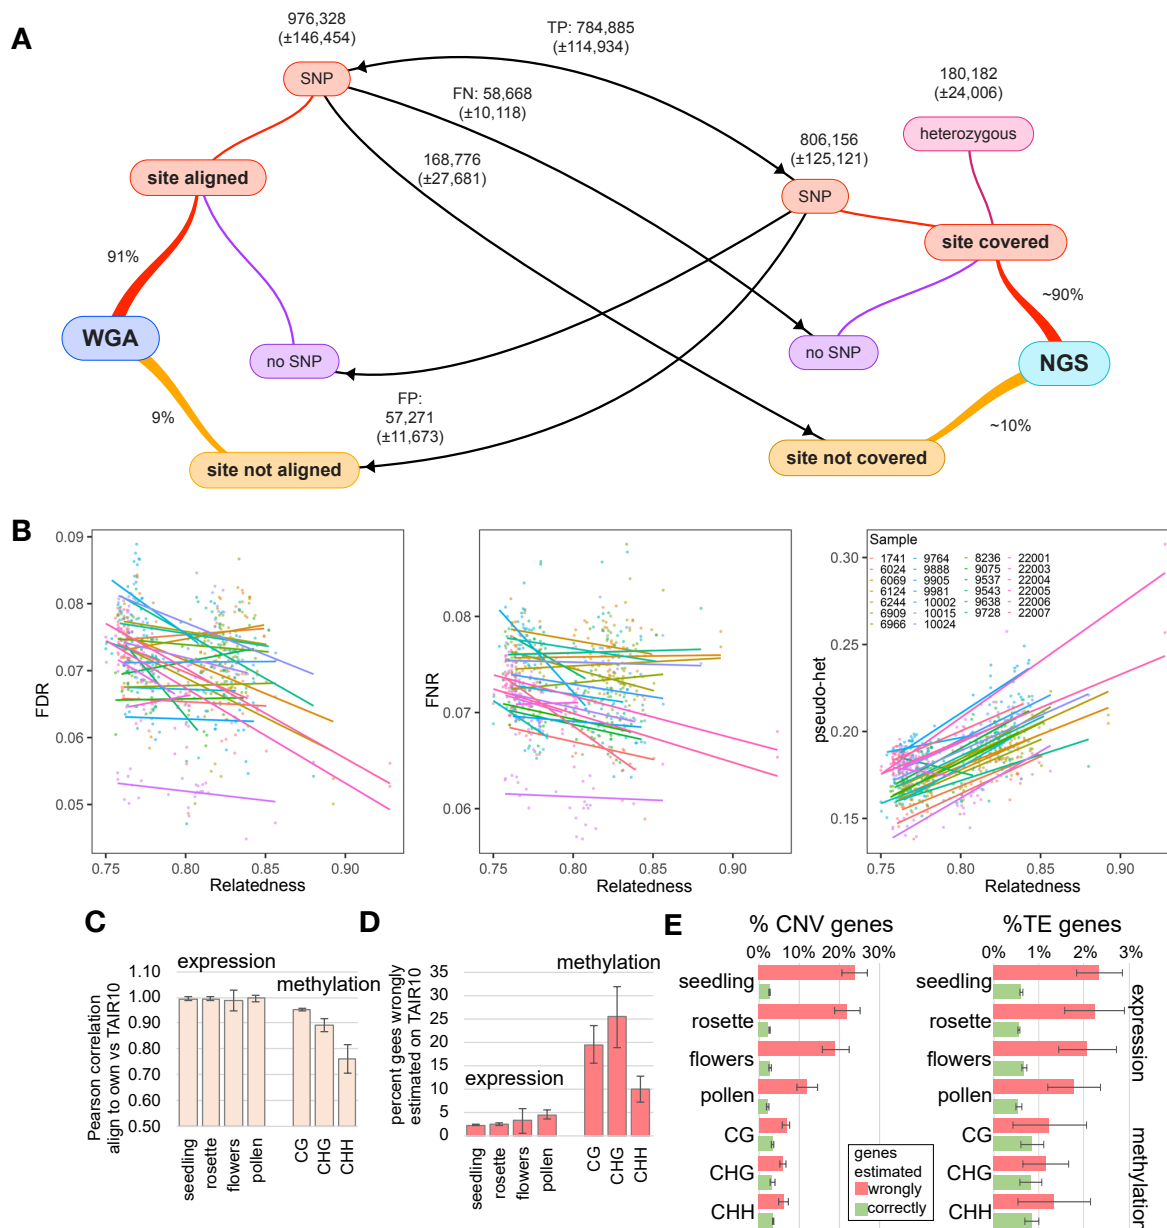 A
976,328
(±146,454)
TP: 784,885
(±114,934)
SNP
FN: 58,668
(±10,118)
180,182
(±24,006)
heterozygous
168,776
(±27,681)
806,156
(±125,121)
site aligned
SNP
site covered
91%
~90%
WGA
no SNP
no SNP
NGS
9%
FP:
57,271
(±11,673)
~10%
site not aligned
site not covered
B
0.09
0.08
0.07
0.06
0.05
FDR
0.75 0.80 0.85 0.90
Relatedness
0.08
0.07
0.06
FNR
0.75 0.80 0.85 0.90
Relatedness
0.30
0.25
0.20
0.15
pseudo-het
Sample
1741 9764 8236 22001
6024 9888 9075 22003
6069 9905 9537 22004
6124 9981 9543 22005
6244 10002 9638 22006
6909 10015 9728 22007
6966 10024
0.75 0.80 0.85 0.90
Relatedness
C
expression
methylation
Pearson correlation
align to own vs TAIR10
1.10
1.00
0.90
0.80
0.70
0.60
0.50
seedling
rosette
flowers
pollen
CG
CHG
CHH
D
methylation
expression
percent gees wrongly
estimated on TAIR10
35
30
25
20
15
10
5
0
seedling
rosette
flowers
pollen
CG
CHG
CHH
E
% CNV genes
0% 10% 20% 30%
seedling
rosette
flowers
pollen
CG
CHG
CHH
genes
estimated
wrongly
correctly
%TE genes
0% 1% 2% 3%
seedling
rosette
flowers
pollen
CG
CHG
CHH
expression
methylation